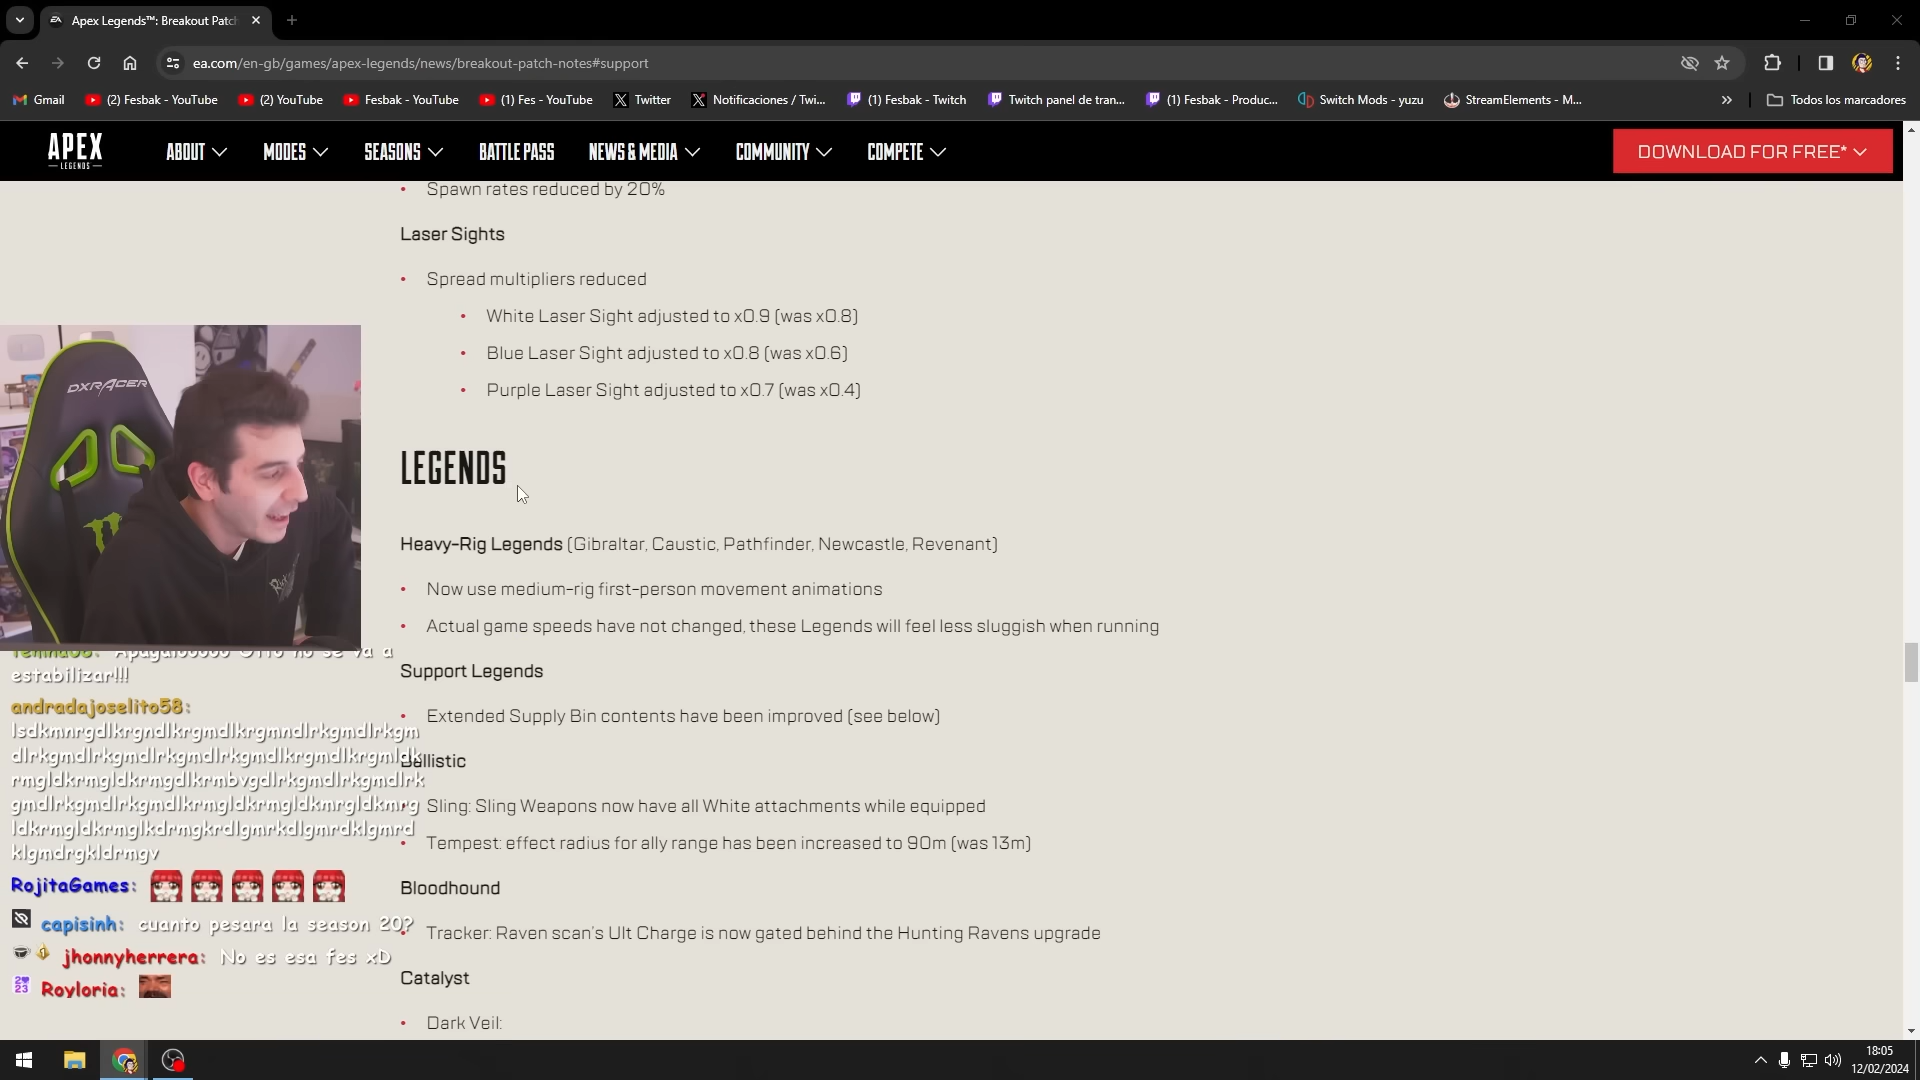 Apex Legends™: Breakout Patch
ea.com/en-gb/games/apex-legends/news/breakout-patch-notes#support
Gmail
(2) Fesbak - YouTube
(2) YouTube
Fesbak - YouTube
(1) Fes - YouTube
Twitter
Notificaciones / Twi...
(1) Fesbak - Twitch
Twitch panel de tran...
(1) Fesbak - Produc...
Switch Mods - yuzu
StreamElements - M...
Todos los marcadores
APEX
LEGENDS
ABOUT
MODES
SEASONS
BATTLE PASS
NEWS & MEDIA
COMMUNITY
COMPETE
DOWNLOAD FOR FREE*
• Spawn rates reduced by 20%
Laser Sights
• Spread multipliers reduced
• White Laser Sight adjusted to x0.9 (was x0.8)
• Blue Laser Sight adjusted to x0.8 (was x0.6)
• Purple Laser Sight adjusted to x0.7 (was x0.4)
LEGENDS
Heavy-Rig Legends (Gibraltar, Caustic, Pathfinder, Newcastle, Revenant)
• Now use medium-rig first-person movement animations
• Actual game speeds have not changed, these Legends will feel less sluggish when running
Support Legends
• Extended Supply Bin contents have been improved (see below)
Ballistic
• Sling: Sling Weapons now have all White attachments while equipped
• Tempest: effect radius for ally range has been increased to 90m (was 13m)
Bloodhound
• Tracker: Raven scan's Ult Charge is now gated behind the Hunting Ravens upgrade
Catalyst
• Dark Veil:
DXRACER
no se va a
estabilizar!!!
andradajoselito58:
lsdkmnrgdlkrgndlkrgmdlkrgmndlrkgmdlrkgm
dlrkgmdlrkgmdlrkgmdlrkgmdlkrgmdlkrgmldk
rmgldkrmgldkrmgdlkrmbvgdlrkgmdlrkgmdlrk
gmdlrkgmdlrkgmdlkrmgldkrmgldkmrgldkmrg
ldkrmgldkrmglkdrmgkrdlgmrkdlgmrdklgmrd
klgmdrgkldrmgv
RojitaGames:
capisinh: cuanto pesara la season 20?
jhonnyherrera: No es esa fes xD
Royloria:
18:05
12/02/2024